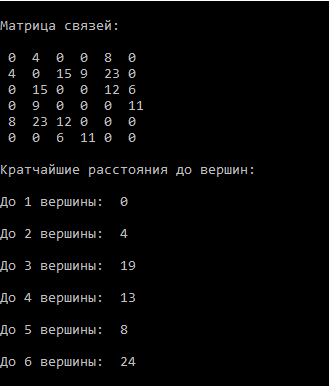 Матрица связей:
0 4 0 0 8 0
4 0 15 9 23 0
0 15 0 0 12 6
0 9 0 0 0 11
8 23 12 0 0 0
0 0 6 11 0 0
Кратчайшие расстояния до вершин:
До 1 вершины: 0
До 2 вершины: 4
До 3 вершины: 19
До 4 вершины: 13
До 5 вершины: 8
До 6 вершины: 24